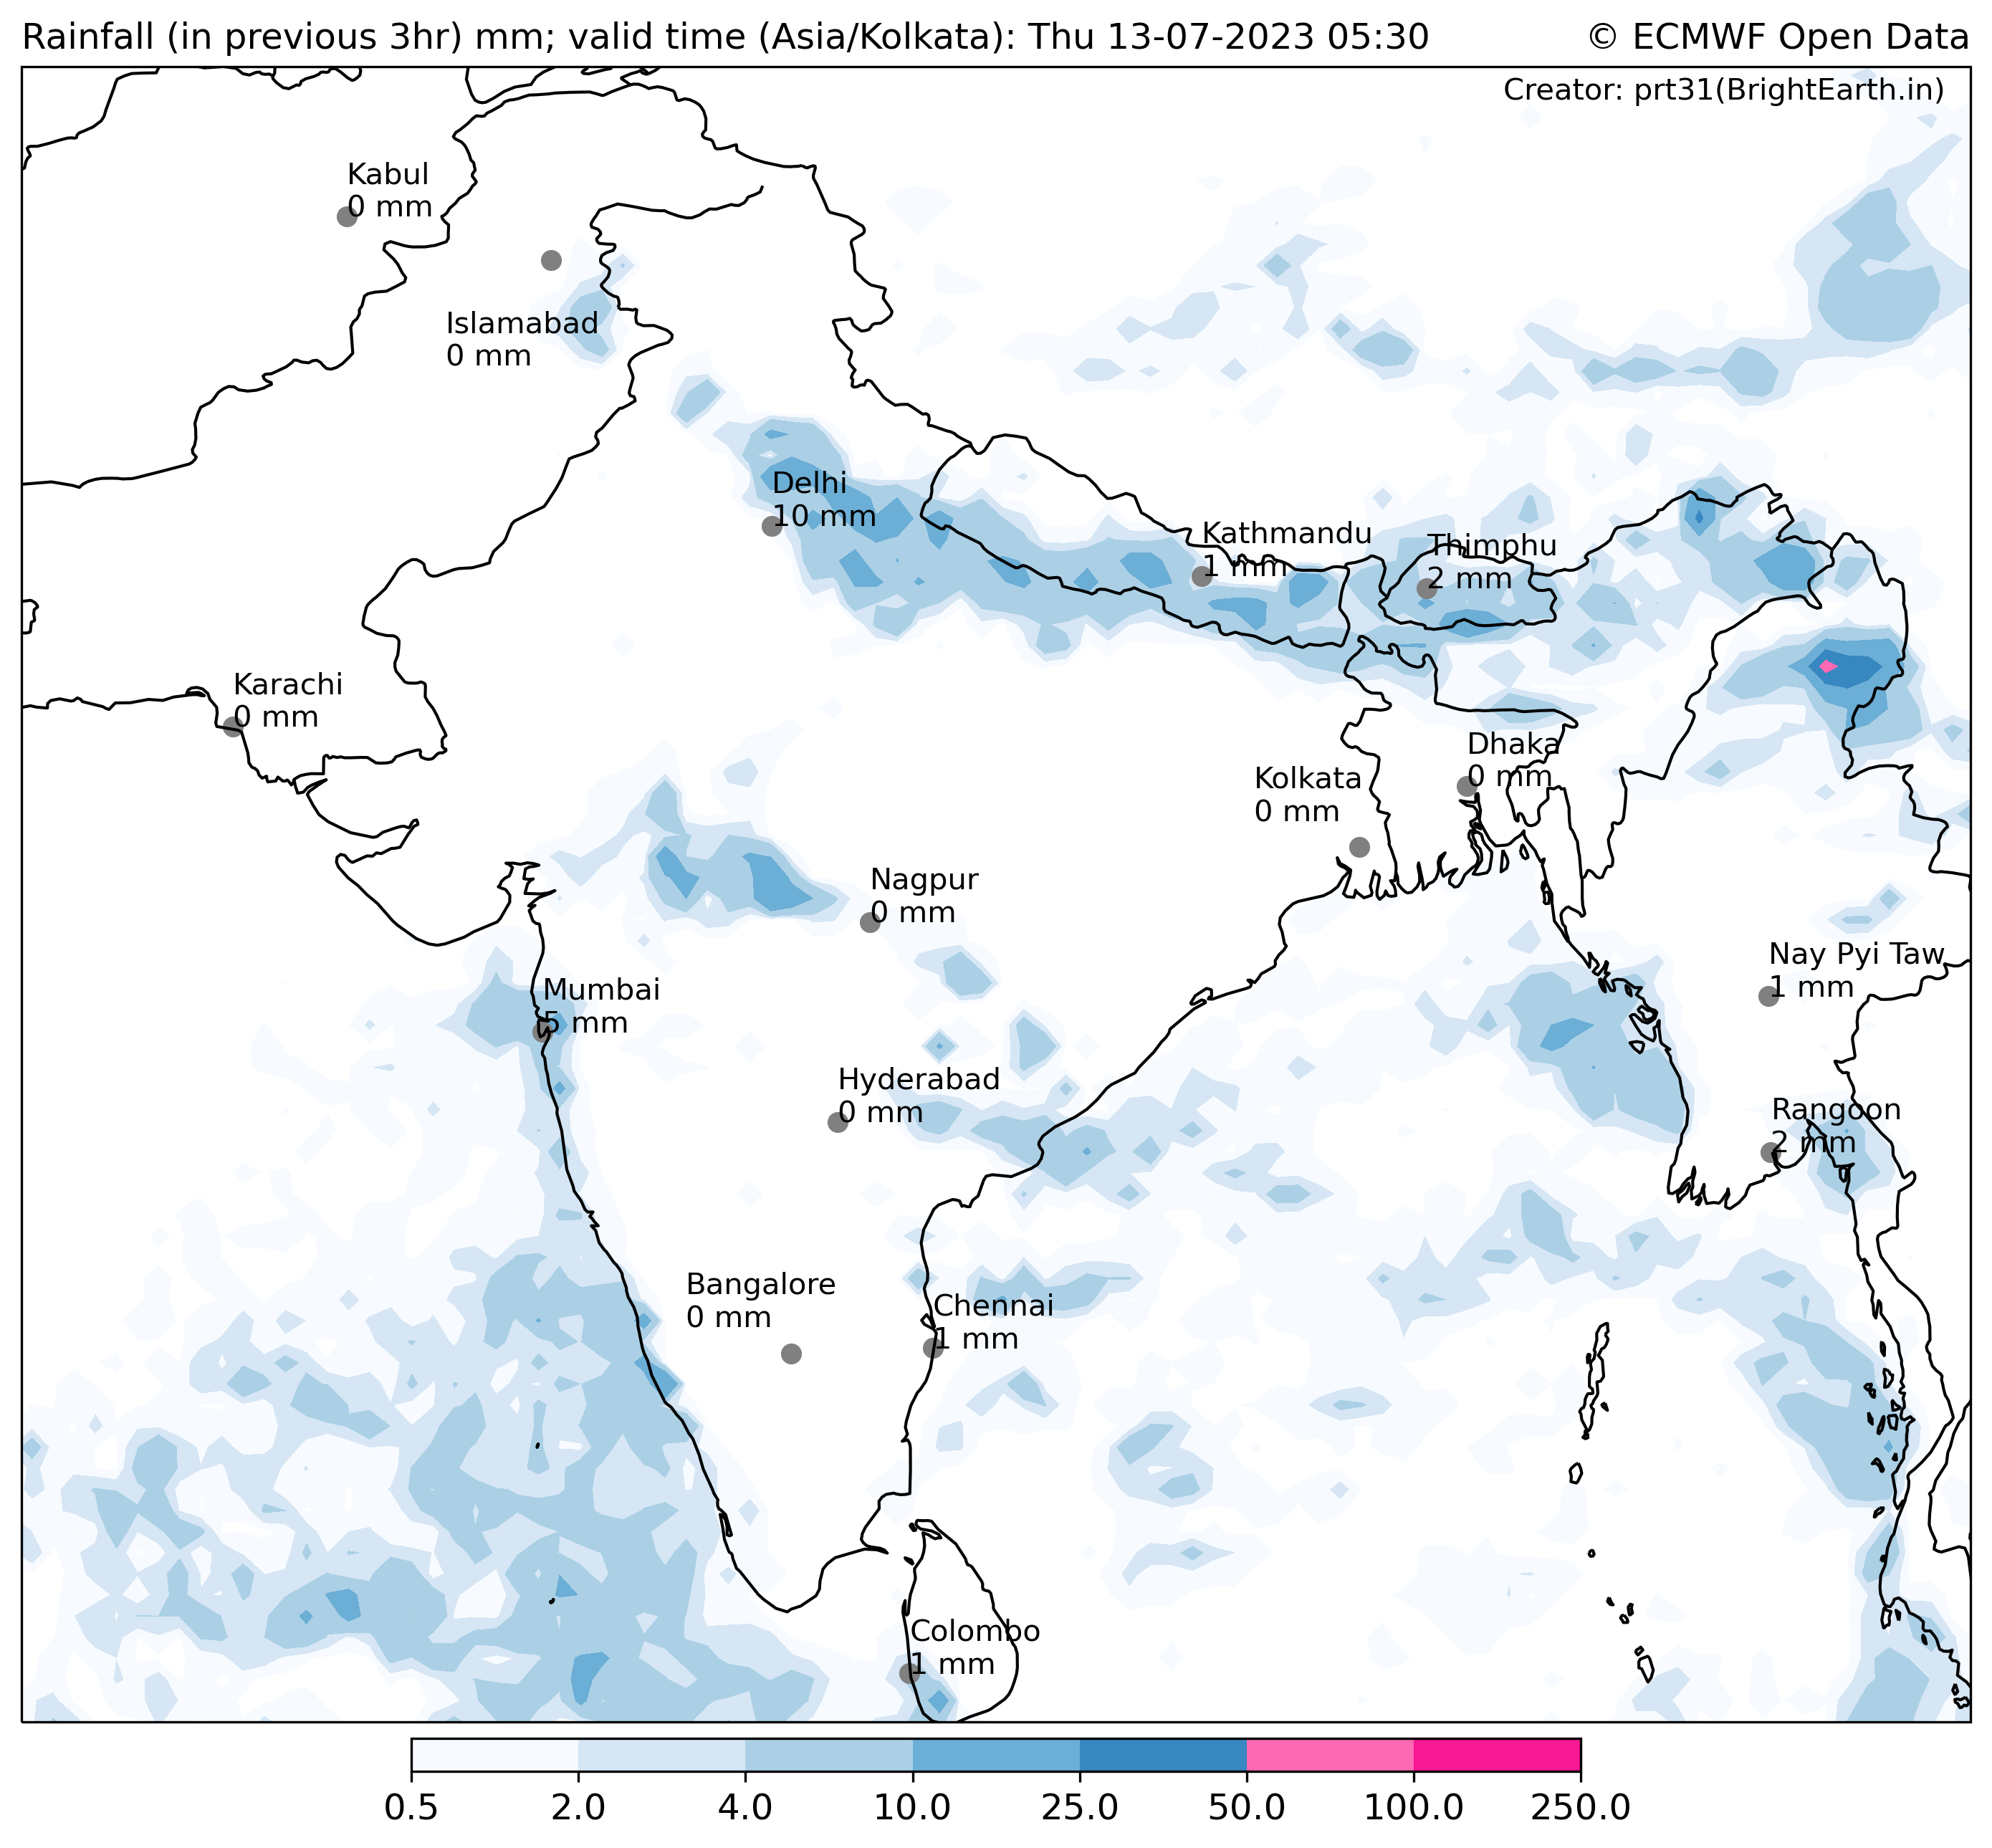 Rainfall (in previous 3hr) mm; valid time (Asia/Kolkata): Thu 13-07-2023 05:30
© ECMWF Open Data
Creator: prt31(BrightEarth.in)
Kabul
0 mm
Islamabad
0 mm
Delhi
10 mm
Kathmandu
1 mm
Thimphu
2 mm
Karachi
0 mm
Dhaka
0 mm
Kolkata
0 mm
Nagpur
0 mm
Nay Pyi Taw
1 mm
Mumbai
5 mm
Hyderabad
0 mm
Rangoon
2 mm
Bangalore
0 mm
Chennai
1 mm
Colombo
1 mm
0.5 2.0 4.0 10.0 25.0 50.0 100.0 250.0